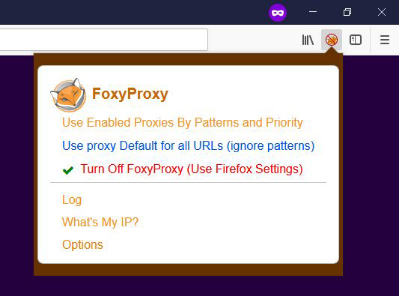 FoxyProxy
Use Enabled Proxies By Patterns and Priority
Use proxy Default for all URLs (ignore patterns)
Turn Off FoxyProxy (Use Firefox Settings)
Log
What's My IP?
Options